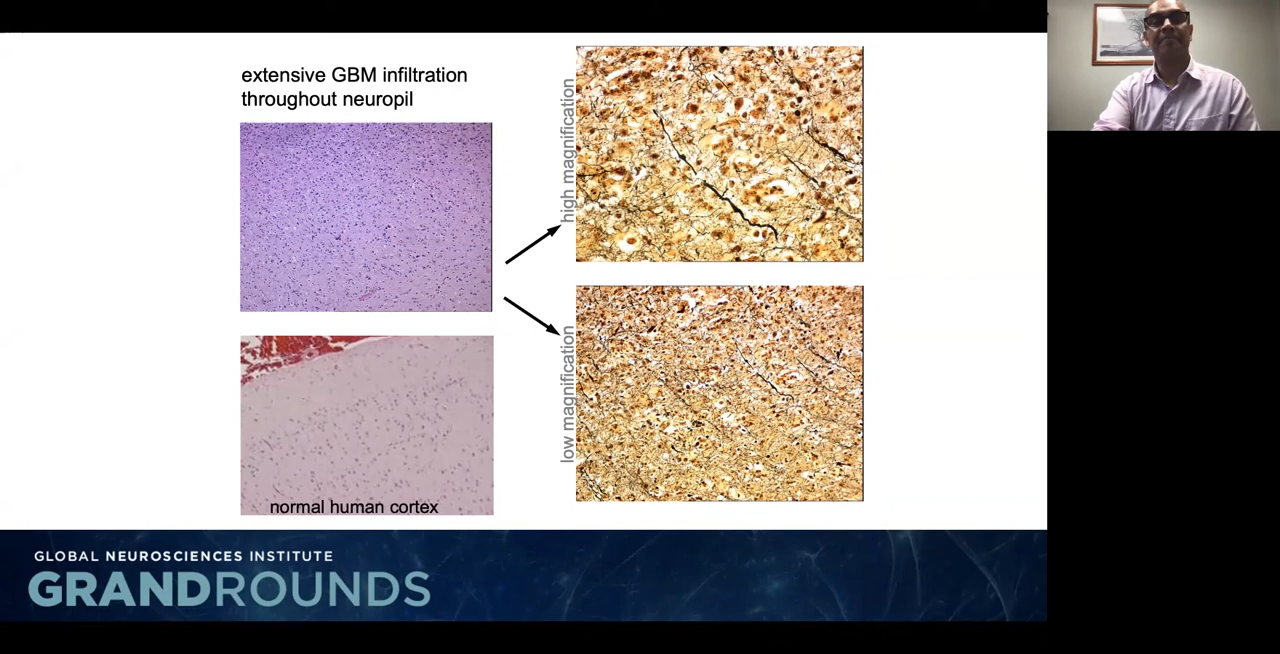 extensive GBM infiltration
throughout neuropil
high magnification
low magnification
normal human cortex
GLOBAL NEUROSCIENCES INSTITUTE
GRANDROUNDS